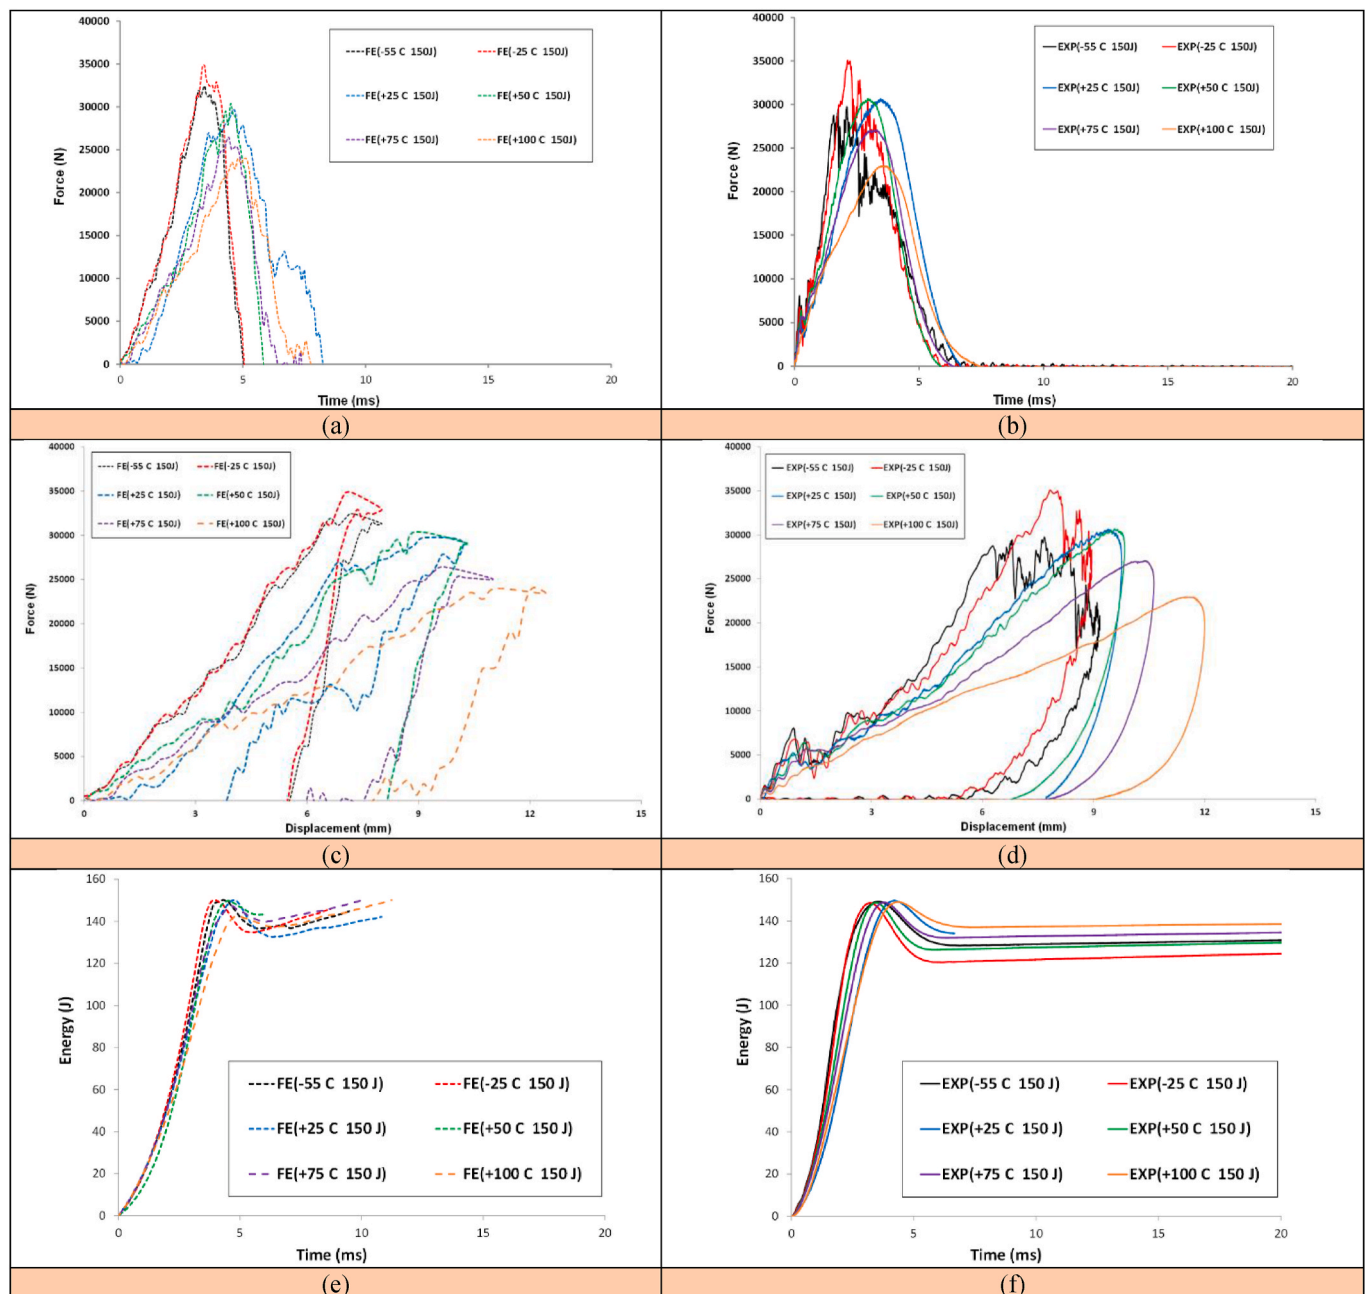 40000
35000
30000
25000
20000
15000
10000
5000
0
Force (N)
FE(-55 C 150J) FE(-25 C 150J)
FE(+25 C 150J) FE(+50 C 150J)
FE(+75 C 150J) FE(+100 C 150J)
0 5 10 15 20
Time (ms)
(a)
40000
35000
30000
25000
20000
15000
10000
5000
0
Force (N)
EXP(-55 C 150J) EXP(-25 C 150J)
EXP(+25 C 150J) EXP(+50 C 150J)
EXP(+75 C 150J) EXP(+100 C 150J)
0 5 10 15 20
Time (ms)
(b)
40000
35000
30000
25000
20000
15000
10000
5000
0
Force (N)
FE(-55 C 150J) FE(-25 C 150J)
FE(+25 C 150J) FE(+50 C 150J)
FE(+75 C 150J) FE(+100 C 150J)
0 3 6 9 12 15
Displacement (mm)
(c)
40000
35000
30000
25000
20000
15000
10000
5000
0
Force (N)
EXP(-55 C 150J) EXP(-25 C 150J)
EXP(+25 C 150J) EXP(+50 C 150J)
EXP(+75 C 150J) EXP(+100 C 150J)
0 3 6 9 12 15
Displacement (mm)
(d)
160
140
120
100
80
60
40
20
0
Energy (J)
FE(-55 C 150 J) FE(-25 C 150 J)
FE(+25 C 150 J) FE(+50 C 150 J)
FE(+75 C 150 J) FE(+100 C 150 J)
0 5 10 15 20
Time (ms)
(e)
160
140
120
100
80
60
40
20
0
Energy (J)
EXP(-55 C 150 J) EXP(-25 C 150 J)
EXP(+25 C 150 J) EXP(+50 C 150 J)
EXP(+75 C 150 J) EXP(+100 C 150 J)
0 5 10 15 20
Time (ms)
(f)